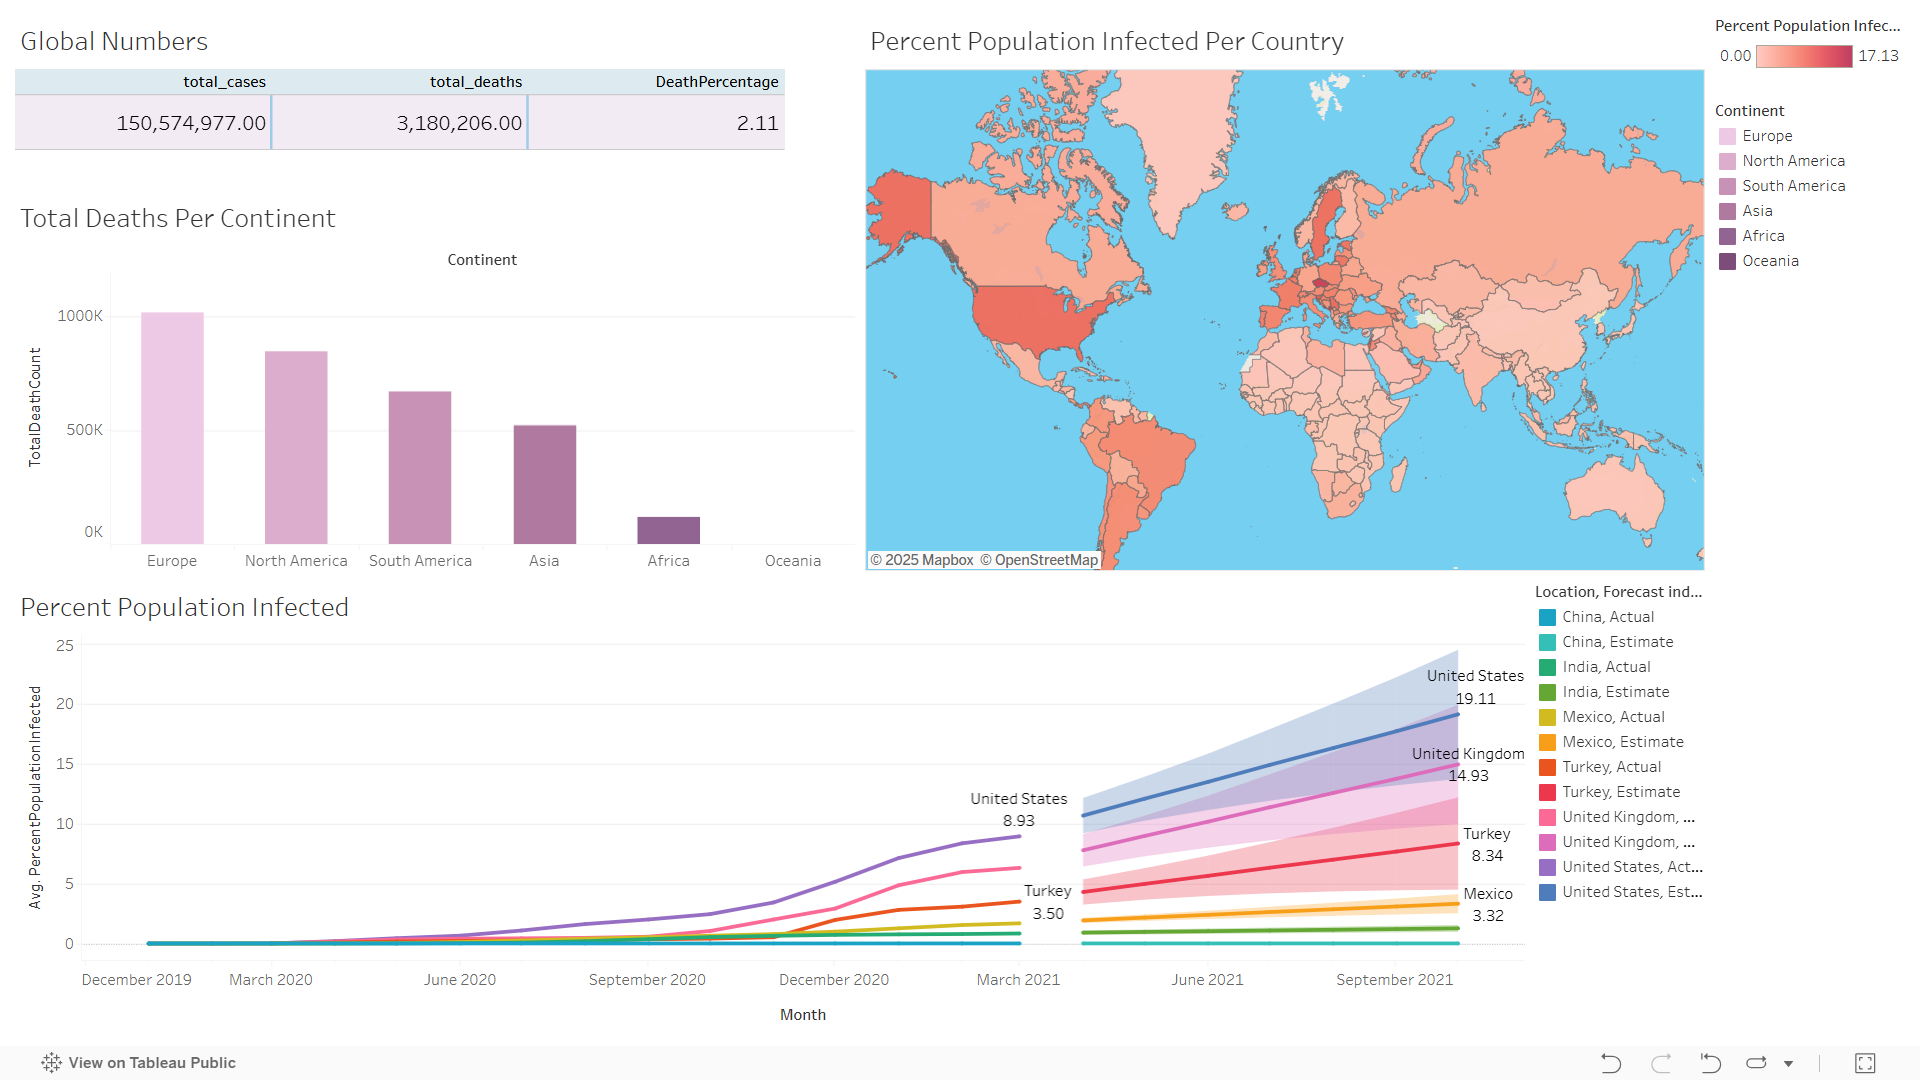 Global Numbers
total_cases total_deaths DeathPercentage
150,574,977.00 3,180,206.00 2.11
Total Deaths Per Continent
Continent
TotalDeathCount
1000K
500K
0K
Europe North America South America Asia Africa Oceania
Percent Population Infected Per Country
© 2025 Mapbox © OpenStreetMap
Percent Population Infec...
0.00 17.13
Continent
Europe
North America
South America
Asia
Africa
Oceania
Percent Population Infected
Avg. PercentPopulationInfected
25
20
15
10
5
0
United States
8.93
Turkey
3.50
United States
19.11
United Kingdom
14.93
Turkey
8.34
Mexico
3.32
December 2019 March 2020 June 2020 September 2020 December 2020 March 2021 June 2021 September 2021
Month
Location, Forecast ind...
China, Actual
China, Estimate
India, Actual
India, Estimate
Mexico, Actual
Mexico, Estimate
Turkey, Actual
Turkey, Estimate
United Kingdom, ...
United Kingdom, ...
United States, Act...
United States, Est...
View on Tableau Public